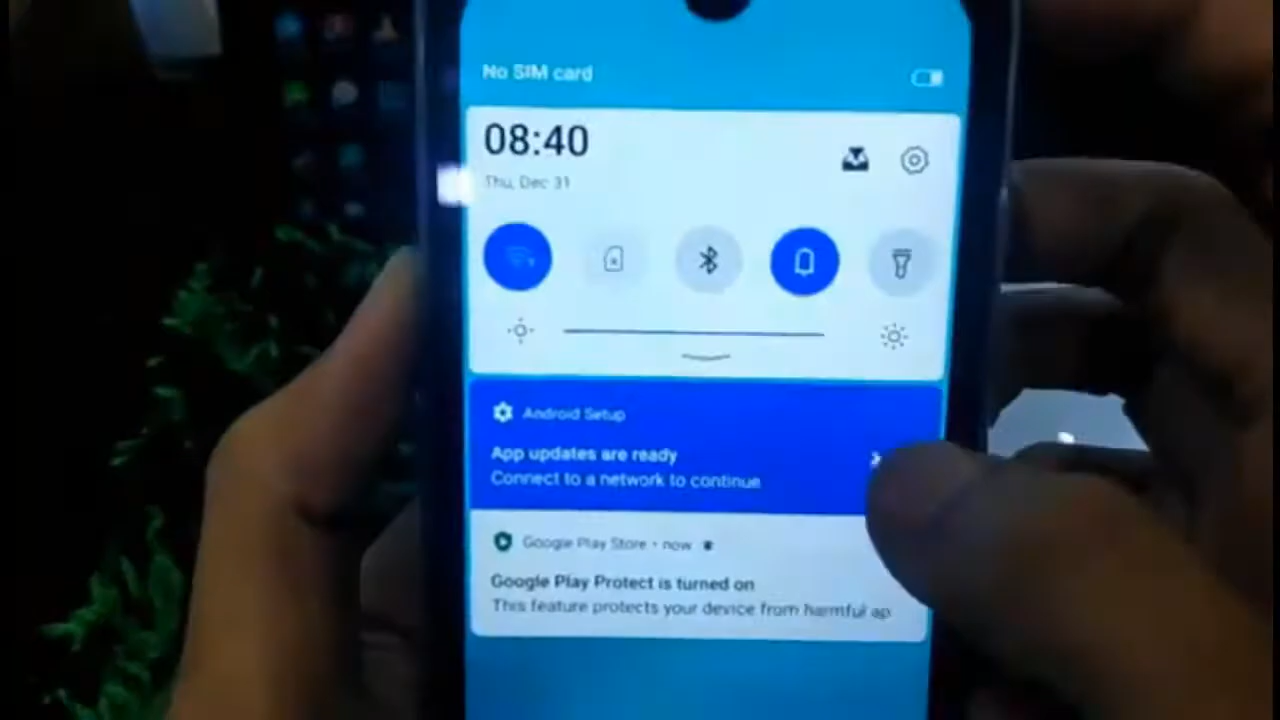 No SIM card
08:40
Thu, Dec 31
Android Setup
App updates are ready
Connect to a network to continue
Google Play Store • now
Google Play Protect is turned on
This feature protects your device from harmful ap